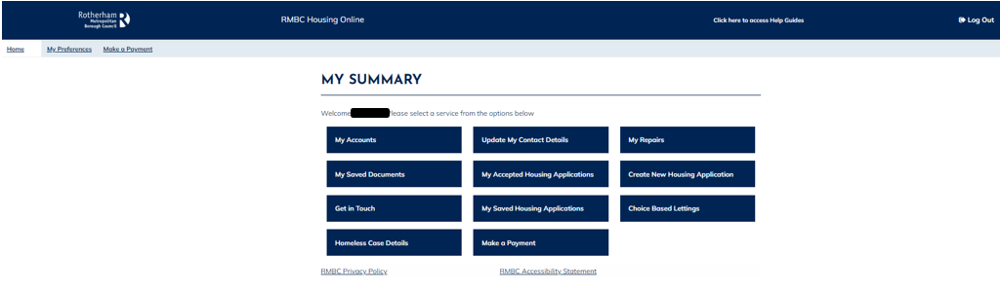 Rotherham
Metropolitan
Borough Council
RMBC Housing Online
Click here to access Help Guides
Log Out
Home My Preferences Make a Payment
MY SUMMARY
Welcome lease select a service from the options below
My Accounts Update My Contact Details My Repairs
My Saved Documents My Accepted Housing Applications Create New Housing Application
Get in Touch My Saved Housing Applications Choice Based Lettings
Homeless Case Details Make a Payment
RMBC Privacy Policy RMBC Accessibility Statement